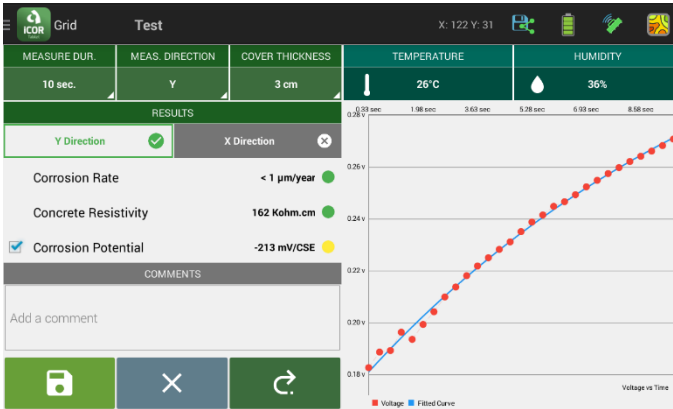 iCOR Grid Test X: 122 Y: 31
MEASURE DUR. MEAS. DIRECTION COVER THICKNESS TEMPERATURE HUMIDITY
10 sec. Y 3 cm 26°C 36%
RESULTS
Y Direction X Direction
Corrosion Rate < 1 µm/year
Concrete Resistivity 162 Kohm.cm
Corrosion Potential -213 mV/CSE
COMMENTS
Add a comment
0.33 sec 1.98 sec 3.63 sec 5.28 sec 6.93 sec 8.58 sec
0.28 v
0.26 v
0.24 v
0.22 v
0.20 v
0.18 v
Voltage vs Time
Voltage Fitted Curve